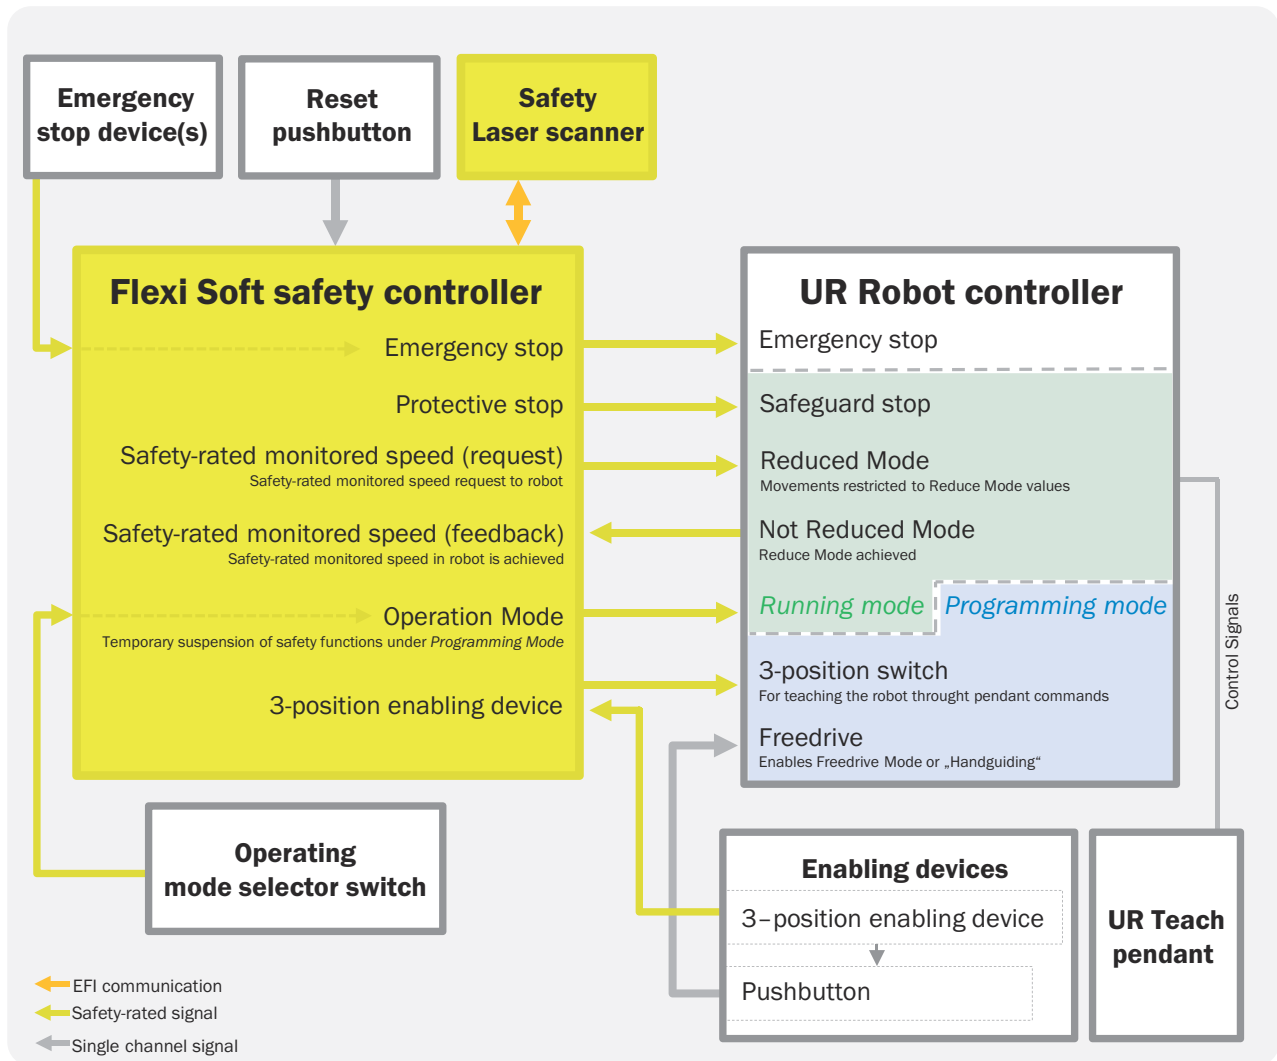 Emergency
stop device(s)
Reset
pushbutton
Safety
Laser scanner
Flexi Soft safety controller
Emergency stop
Protective stop
Safety-rated monitored speed (request)
Safety-rated monitored speed request to robot
Safety-rated monitored speed (feedback)
Safety-rated monitored speed in robot is achieved
Operation Mode
Temporary suspension of safety functions under Programming Mode
3-position enabling device
UR Robot controller
Emergency stop
Safeguard stop
Reduced Mode
Movements restricted to Reduce Mode values
Not Reduced Mode
Reduce Mode achieved
Running mode
Programming mode
3-position switch
For teaching the robot throught pendant commands
Freedrive
Enables Freedrive Mode or „Handguiding“
Control Signals
Operating
mode selector switch
Enabling devices
3–position enabling device
Pushbutton
UR Teach
pendant
EFI communication
Safety-rated signal
Single channel signal